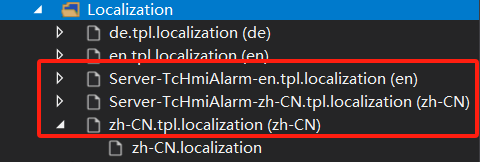 Localization
de.tpl.localization (de)
en.tpl.localization (en)
Server-TcHmiAlarm-en.tpl.localization (en)
Server-TcHmiAlarm-zh-CN.tpl.localization (zh-CN)
zh-CN.tpl.localization (zh-CN)
zh-CN.localization